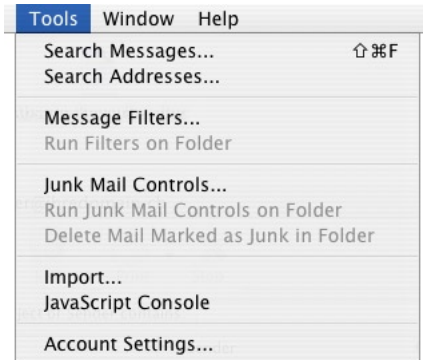 Tools Window Help
Search Messages... ⇧⌘F
Search Addresses...
Message Filters...
Run Filters on Folder
Junk Mail Controls...
Run Junk Mail Controls on Folder
Delete Mail Marked as Junk in Folder
Import...
JavaScript Console
Account Settings...